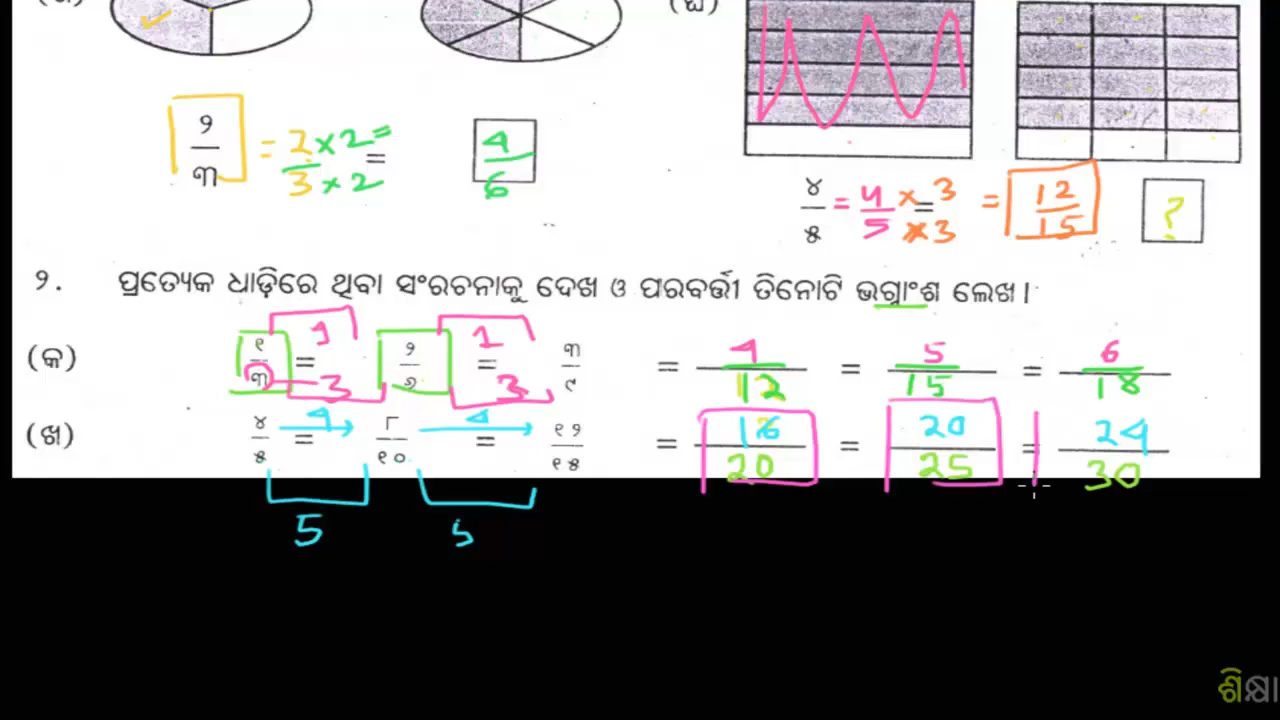 (ଘ)
୨/୩ = 2/3 × 2/× 2 = = 4/6
୪/୫ = 4/5 × 3/× 3 = = 12/15 ?
୨. ପ୍ରତ୍ୟେକ ଧାଡ଼ିରେ ଥିବା ସଂରଚନାକୁ ଦେଖ ଓ ପରବର୍ତ୍ତୀ ତିନୋଟି ଭଗ୍ନାଂଶ ଲେଖ।
1 1
(କ) ୧/୩ = ୨/୬ = ୩/୯ = 4/12 = 5/15 = 6/18
3 3
4 4
(ଖ) ୪/୫ = ୮/୧୦ = ୧୨/୧୫ = 16/20 = 20/25 = 24/30
5 5
ଶିକ୍ଷା